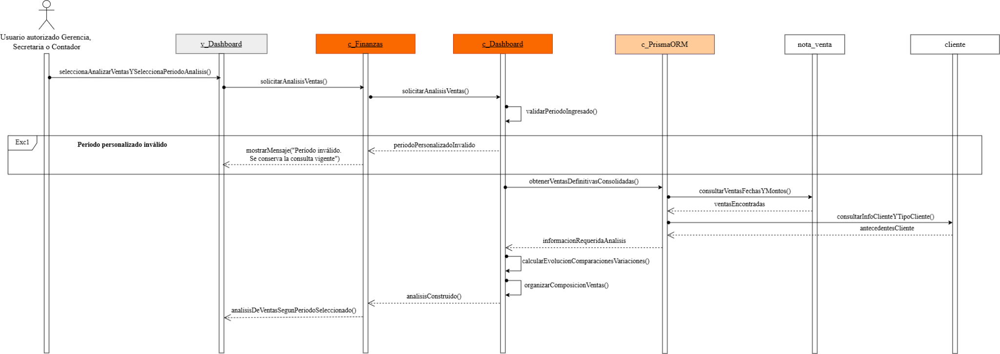 Usuario autorizado Gerencia,
Secretaria o Contador
v_Dashboard
c_Finanzas
c_Dashboard
c_PrismaORM
nota_venta
cliente
seleccionaAnalizarVentasYSeleccionaPeriodoAnalisis()
solicitarAnalisisVentas()
solicitarAnalisisVentas()
validarPeriodoIngresado()
Exc1
Periodo personalizado inválido
periodoPersonalizadoInvalido
mostrarMensaje("Período inválido.
Se conserva la consulta vigente")
obtenerVentasDefinitivasConsolidadas()
consultarVentasFechasYMontos()
ventasEncontradas
consultarInfoClienteYTipoCliente()
antecedentesCliente
informacionRequeridaAnalisis
calcularEvolucionComparacionesVariaciones()
organizarComposicionVentas()
analisisConstruido()
analisisDeVentasSegunPeriodoSeleccionado()